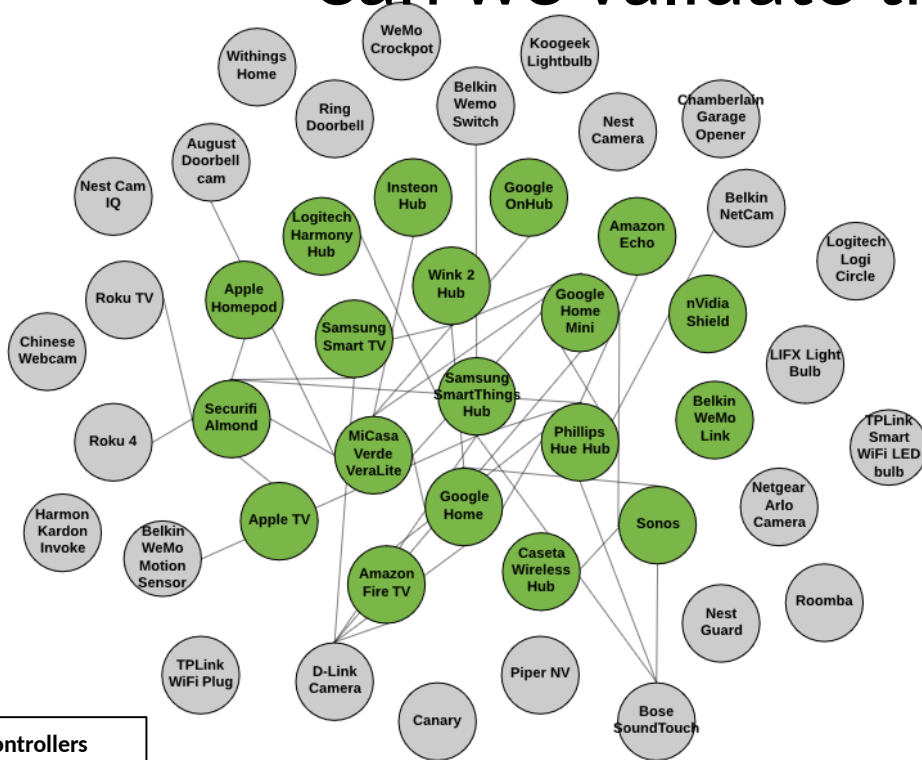 WeMo
Crockpot
Koogeek
Lightbulb
Withings
Home
Belkin
Wemo
Switch
Ring
Doorbell
Nest
Camera
Chamberlain
Garage
Opener
August
Doorbell
cam
Nest Cam
IQ
Insteon
Hub
Google
OnHub
Belkin
NetCam
Logitech
Harmony
Hub
Amazon
Echo
Logitech
Logi
Circle
Roku TV
Apple
Homepod
Wink 2
Hub
Google
Home
Mini
nVidia
Shield
Samsung
Smart TV
Chinese
Webcam
LIFX Light
Bulb
Samsung
SmartThings
Hub
Securifi
Almond
Belkin
WeMo
Link
Roku 4
MiCasa
Verde
VeraLite
Phillips
Hue Hub
TPLink
Smart
WiFi LED
bulb
Google
Home
Netgear
Arlo
Camera
Harmon
Kardon
Invoke
Apple TV
Sonos
Belkin
WeMo
Motion
Sensor
Amazon
Fire TV
Caseta
Wireless
Hub
Nest
Guard
Roomba
TPLink
WiFi Plug
D-Link
Camera
Piper NV
Canary
Bose
SoundTouch
ontrollers